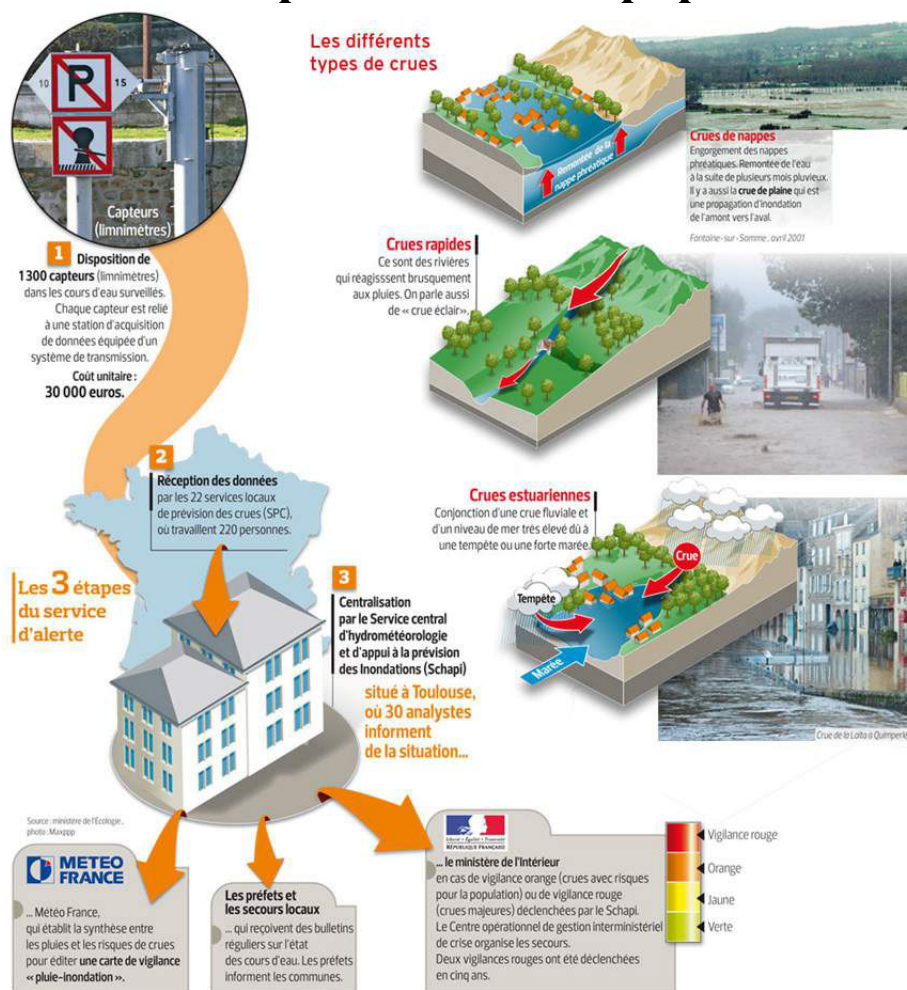 Les différents
types de crues
10
R
15
Capteurs
(limnimètres)
1 Disposition de
1300 capteurs (limnimètres)
dans les cours d'eau surveillés.
Chaque capteur est relié
à une station d'acquisition
de données équipée d'un
système de transmission.
Coût unitaire :
30 000 euros.
Remontée de la
nappe phréatique
Crues de nappes
Engorgement des nappes
phréatiques. Remontée de l'eau
à la suite de plusieurs mois pluvieux.
Il y a aussi la crue de plaine qui est
une propagation d'inondation
de l'amont vers l'aval.
Fontaine-sur-Somme, avril 2001
Crues rapides
Ce sont des rivières
qui réagisssent brusquement
aux pluies. On parle aussi
de « crue éclair».
2
Réception des données
par les 22 services locaux
de prévision des crues (SPC),
où travaillent 220 personnes.
Crues estuariennes
Conjonction d'une crue fluviale et
d'un niveau de mer très élevé dû à
une tempête ou une forte marée.
Crue
Tempête
Marée
Crue de la Laïta à Quimperlé
Les 3 étapes
du service
d'alerte
3
Centralisation
par le Service central
d'hydrométeorologie
et d'appui à la prévision
des Inondations (Schapi)
situé à Toulouse,
où 30 analystes
informent
de la situation...
Source : ministère de l'Écologie,
photo : Maxppp
METEO
FRANCE
... Météo France,
qui établit la synthèse entre
les pluies et les risques de crues
pour éditer une carte de vigilance
« pluie-inondation ».
Les préfets et
les secours locaux
... qui reçoivent des bulletins
réguliers sur l'état
des cours d'eau. Les préfets
informent les communes.
Liberté • Égalité • Fraternité
RÉPUBLIQUE FRANÇAISE
... le ministère de l'Intérieur
en cas de vigilance orange (crues avec risques
pour la population) ou de vigilance rouge
(crues majeures) déclenchées par le Schapi.
Le Centre opérationnel de gestion interministériel
de crise organise les secours.
Deux vigilances rouges ont été déclenchées
en cinq ans.
Vigilance rouge
Orange
Jaune
Verte